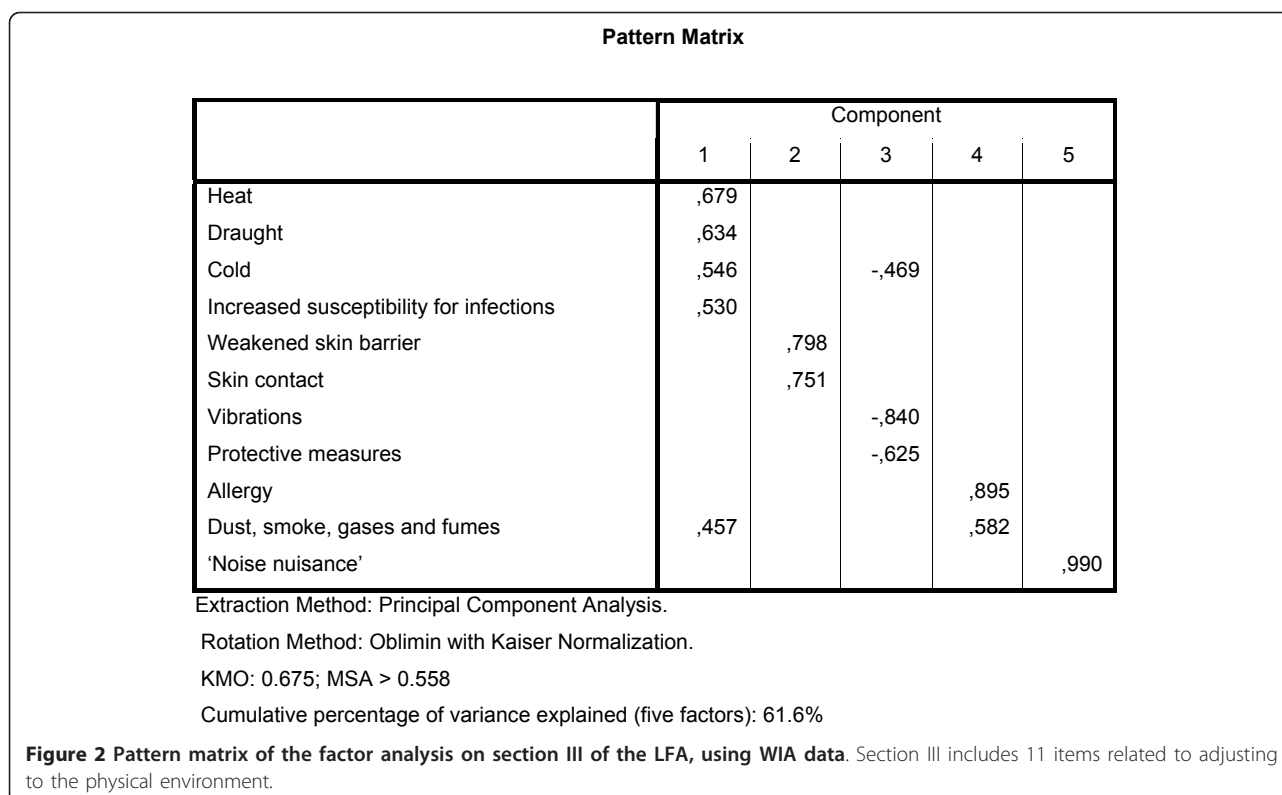 Pattern Matrix
Component
1 2 3 4 5
Heat ,679
Draught ,634
Cold ,546 -,469
Increased susceptibility for infections ,530
Weakened skin barrier ,798
Skin contact ,751
Vibrations -,840
Protective measures -,625
Allergy ,895
Dust, smoke, gases and fumes ,457 ,582
‘Noise nuisance’ ,990
Extraction Method: Principal Component Analysis.
Rotation Method: Oblimin with Kaiser Normalization.
KMO: 0.675; MSA > 0.558
Cumulative percentage of variance explained (five factors): 61.6%
Figure 2 Pattern matrix of the factor analysis on section III of the LFA, using WIA data. Section III includes 11 items related to adjusting
to the physical environment.